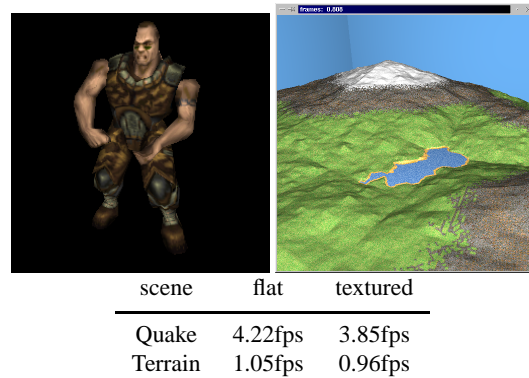 frames: 0.808
scene flat textured
Quake 4.22fps 3.85fps
Terrain 1.05fps 0.96fps